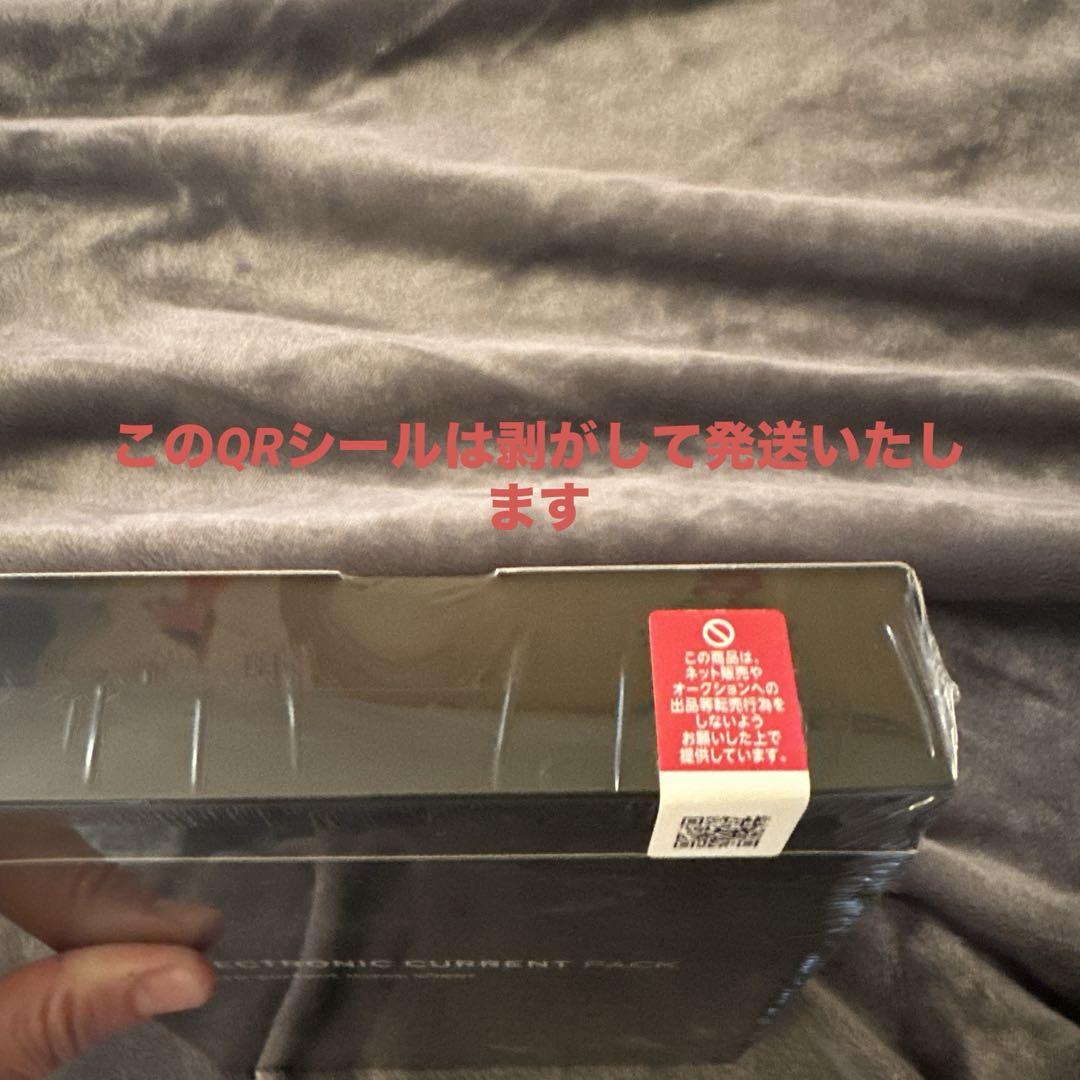 このQRシールは剥がして発送いたし
ます
この商品は、
ネット販売や
オークションへの
出品等転売行為を
しないよう
お願いした上で
提供しています。
ECTRONIC CURRENT PACK